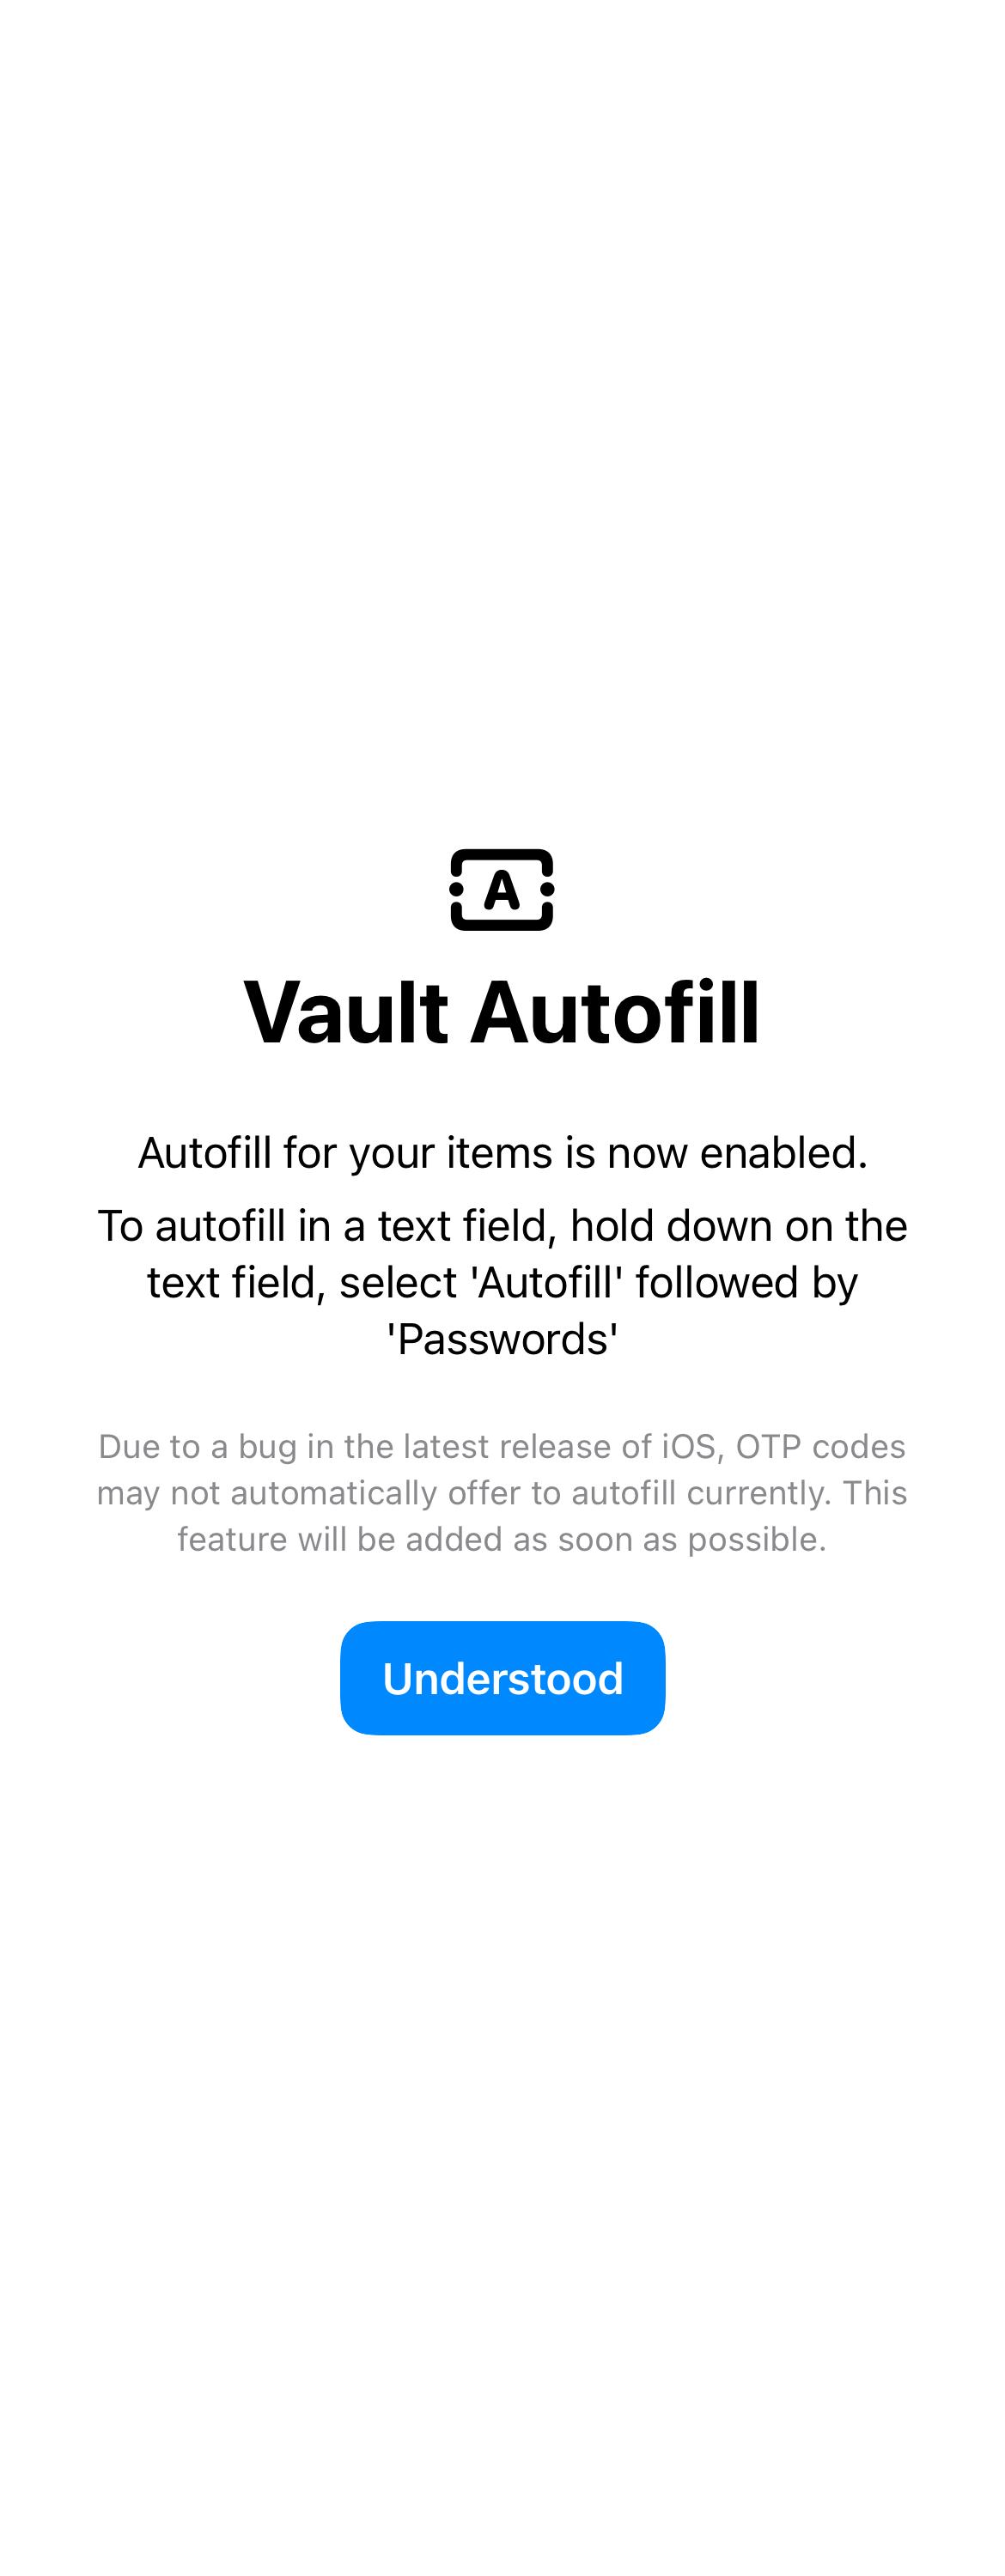 A
Vault Autofill
Autofill for your items is now enabled.
To autofill in a text field, hold down on the
text field, select 'Autofill' followed by
'Passwords'
Due to a bug in the latest release of iOS, OTP codes
may not automatically offer to autofill currently. This
feature will be added as soon as possible.
Understood